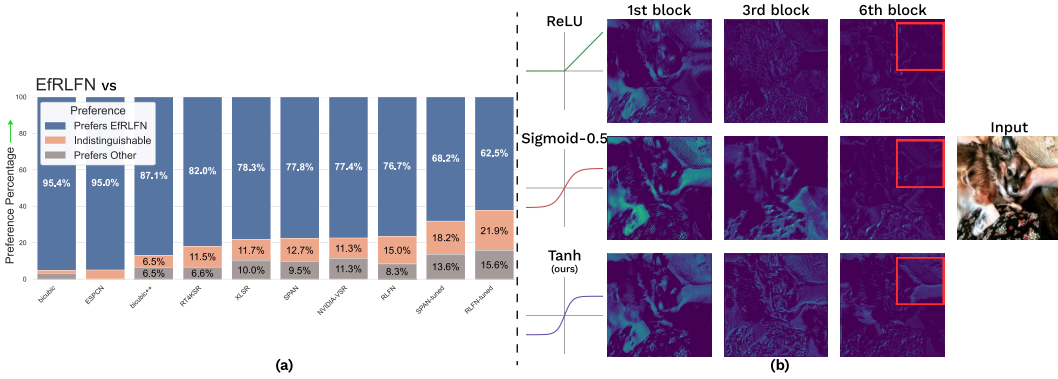 EfRLFN vs
Preference Percentage
100
80
60
40
20
0
Preference
Prefers EfRLFN
Indistinguishable
Prefers Other
95.4%
95.0%
87.1%
6.5%
6.5%
82.0%
11.5%
6.6%
78.3%
11.7%
10.0%
77.8%
12.7%
9.5%
77.4%
11.3%
11.3%
76.7%
15.0%
8.3%
68.2%
18.2%
13.6%
62.5%
21.9%
15.6%
bicubic
ESPCN
bicubic++
RT4KSR
XLSR
SPAN
NVIDIA-VSR
RLFN
SPAN-tuned
RLFN-tuned
(a)
1st block
3rd block
6th block
ReLU
Sigmoid-0.5
Tanh
(ours)
Input
(b)